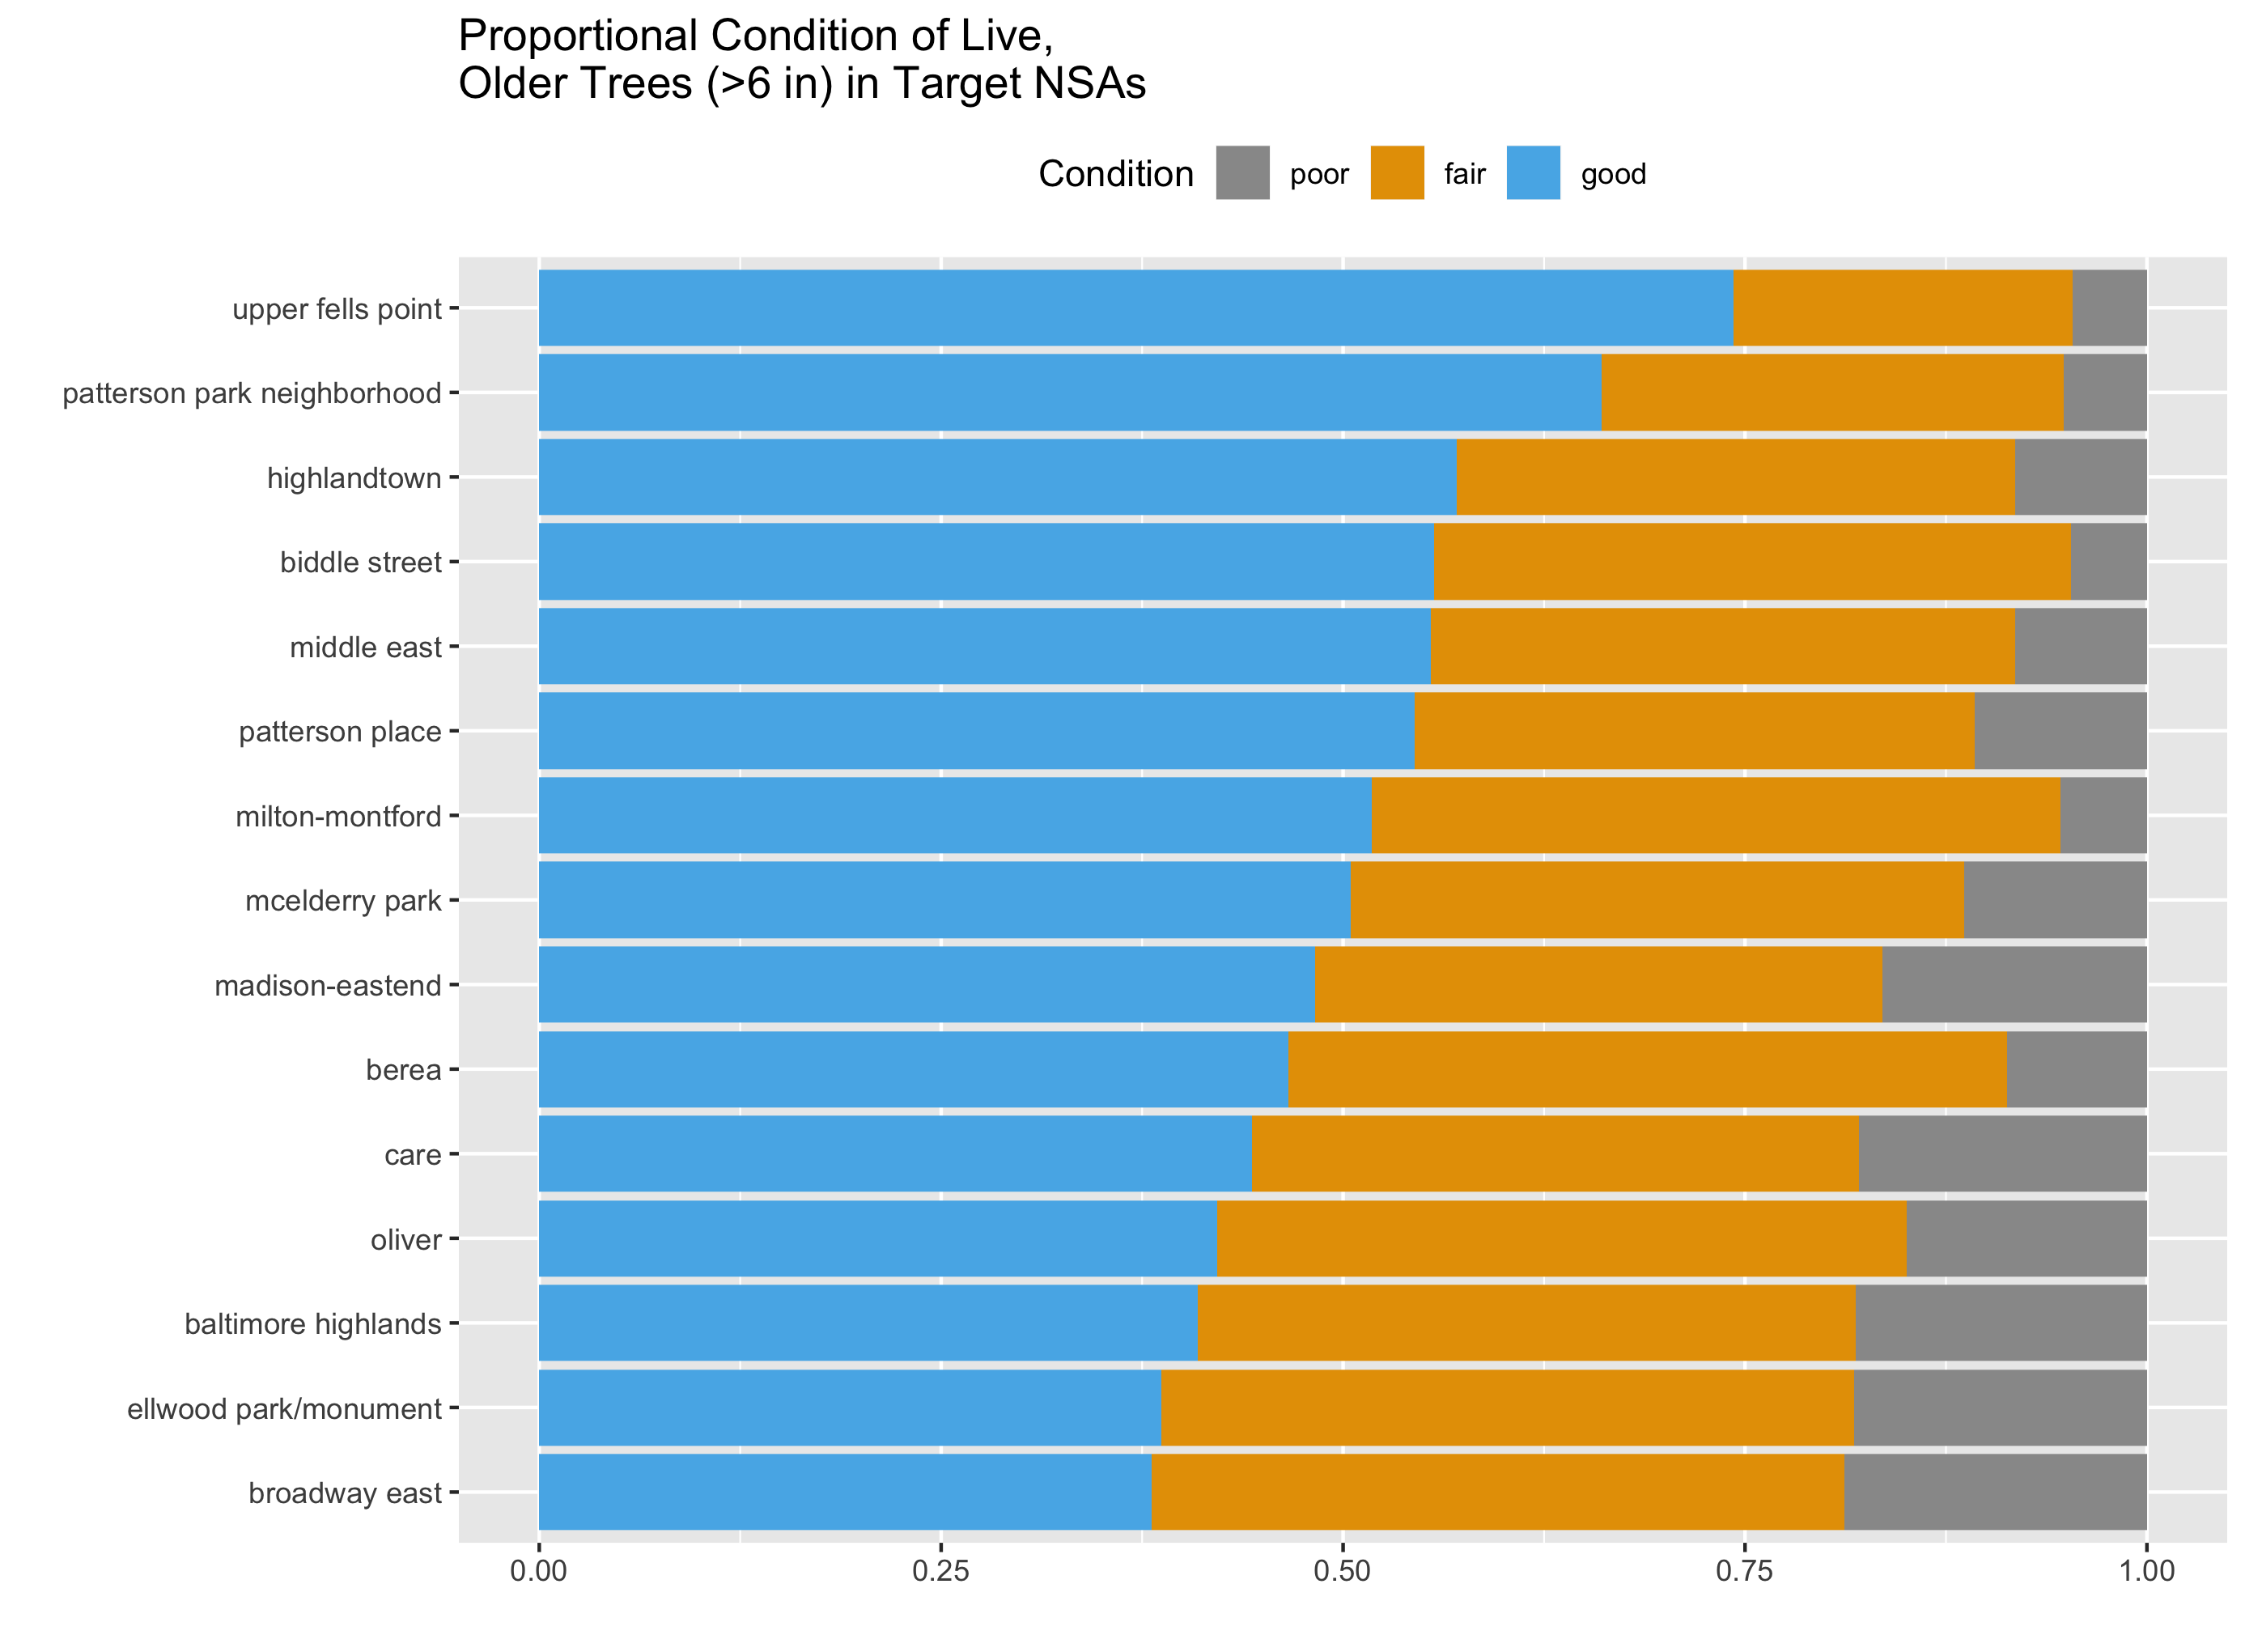 Proportional Condition of Live,
Older Trees (>6 in) in Target NSAs
Condition poor fair good
upper fells point
patterson park neighborhood
highlandtown
biddle street
middle east
patterson place
milton-montford
mcelderry park
madison-eastend
berea
care
oliver
baltimore highlands
ellwood park/monument
broadway east
0.00 0.25 0.50 0.75 1.00